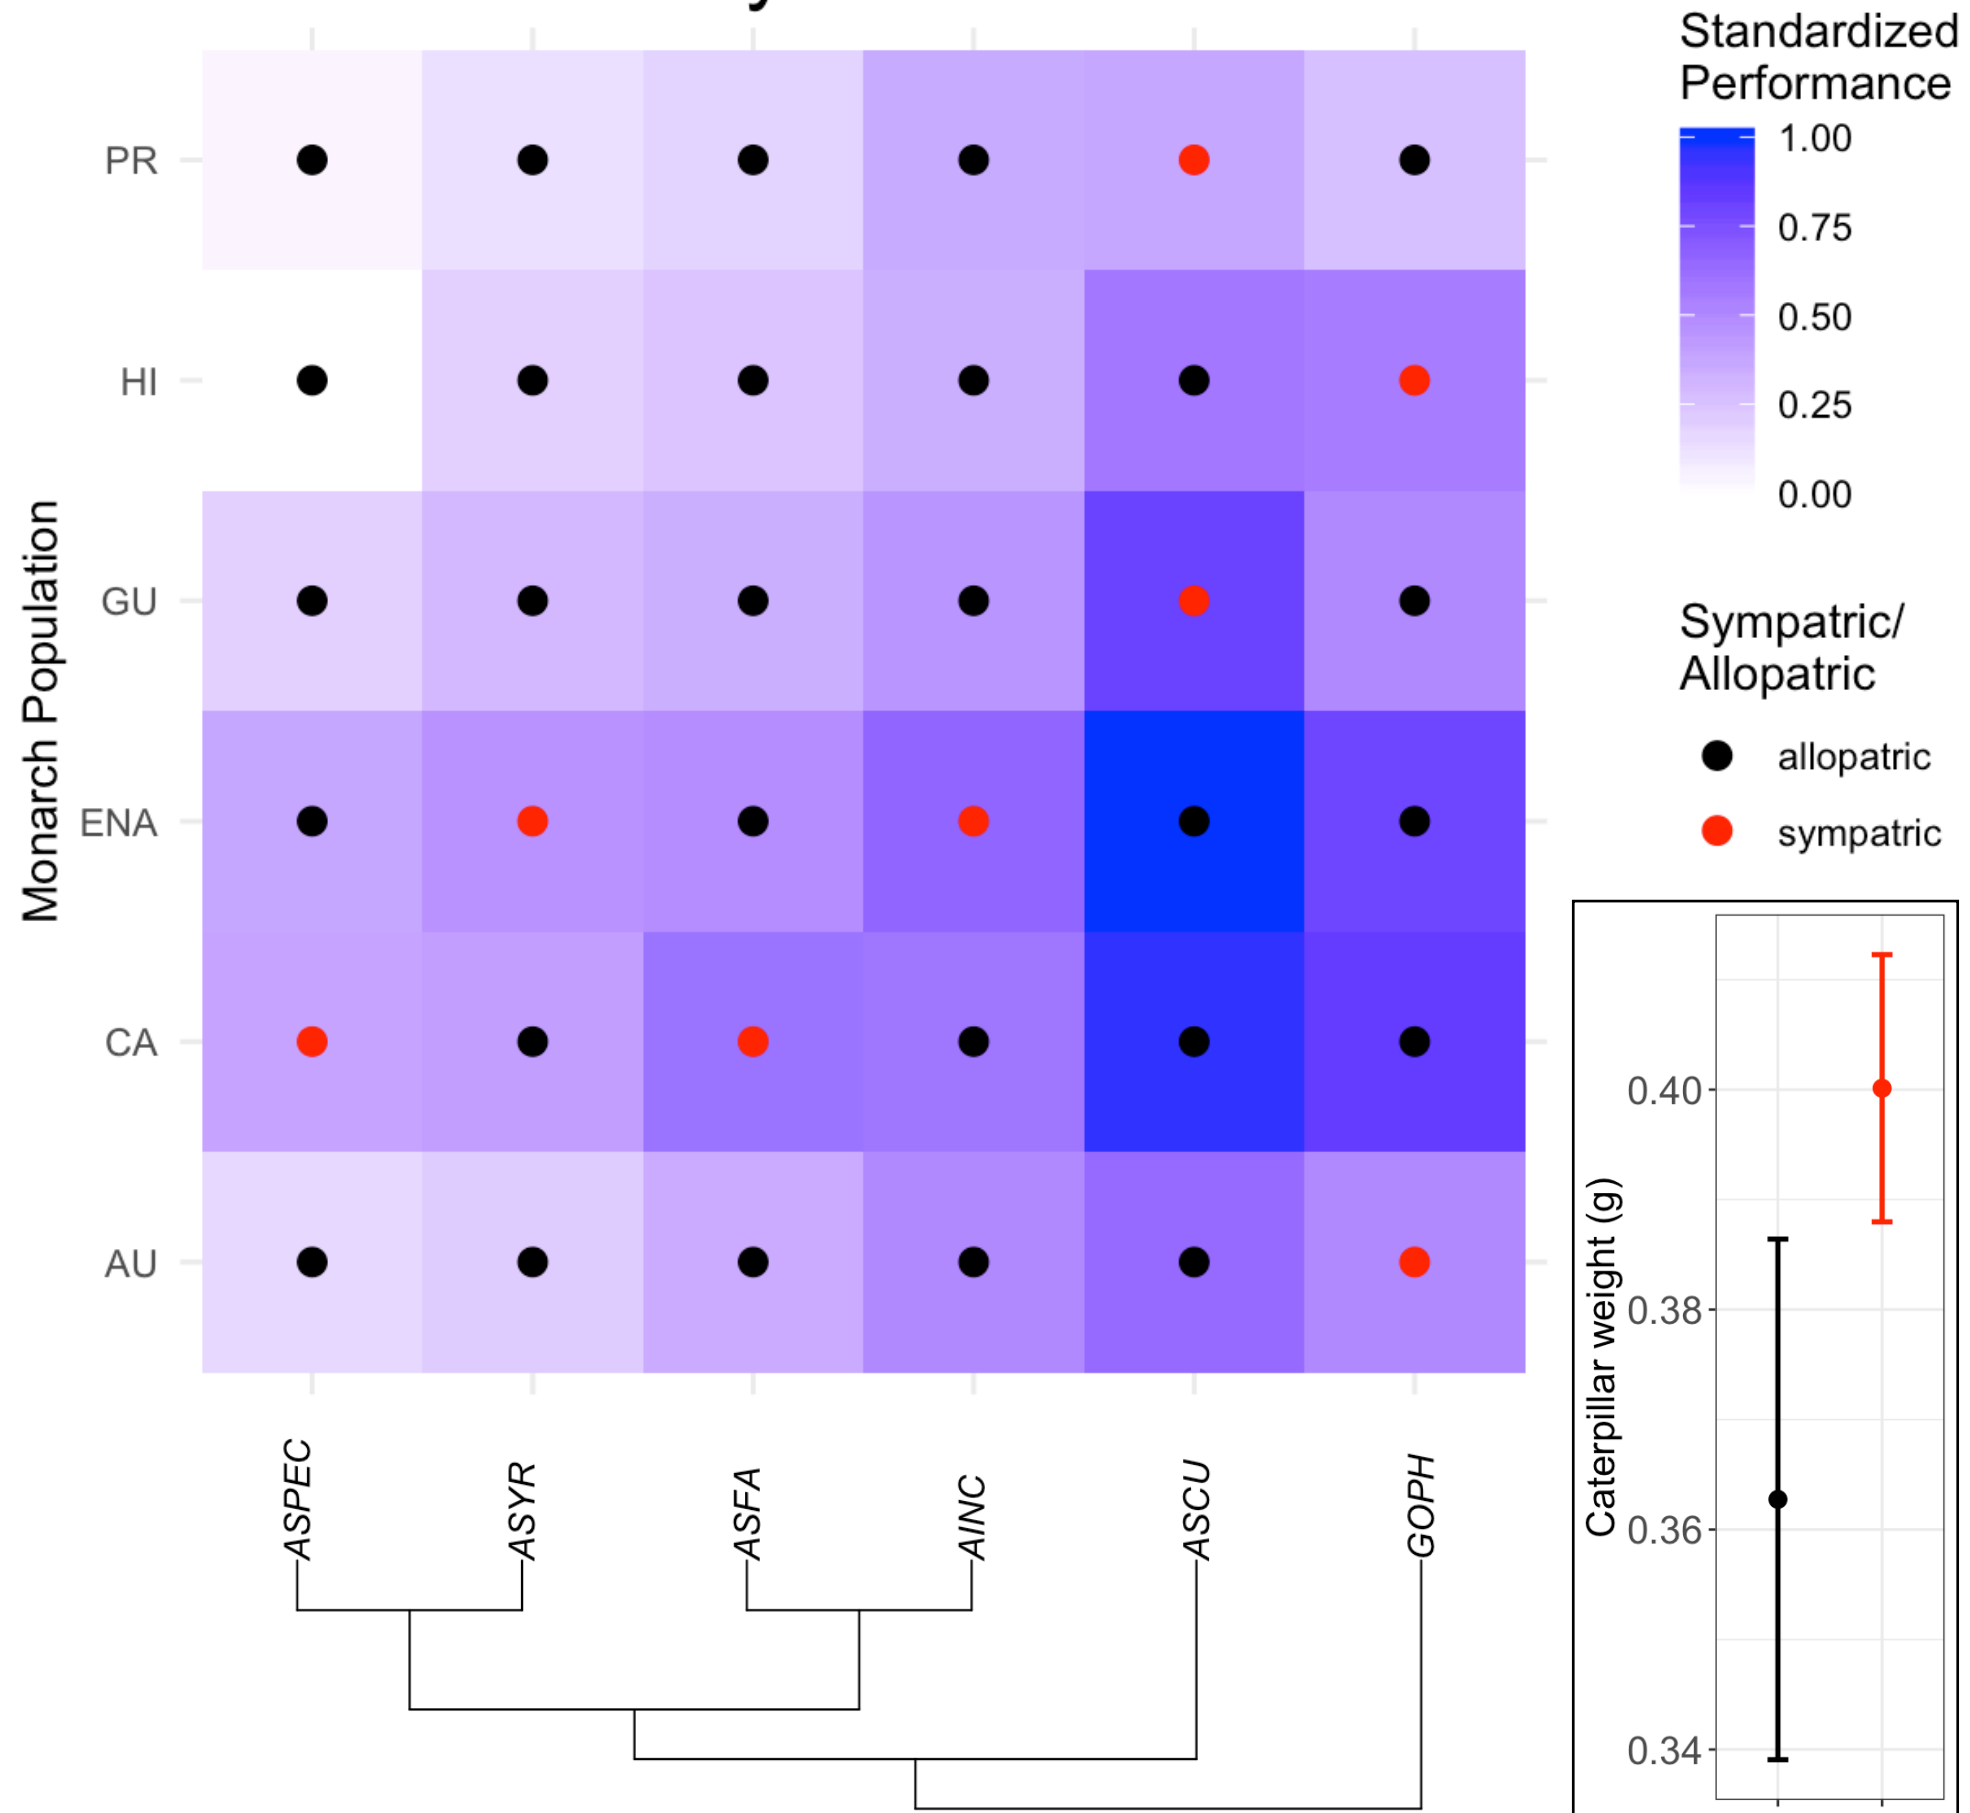 Standardized
Performance
1.00
0.75
0.50
0.25
0.00
Sympatric/
Allopatric
allopatric
sympatric
Monarch Population
PR
HI
GU
ENA
CA
AU
ASPEC
ASYR
ASFA
AINC
ASCU
GOPH
Caterpillar weight (g)
0.40
0.38
0.36
0.34